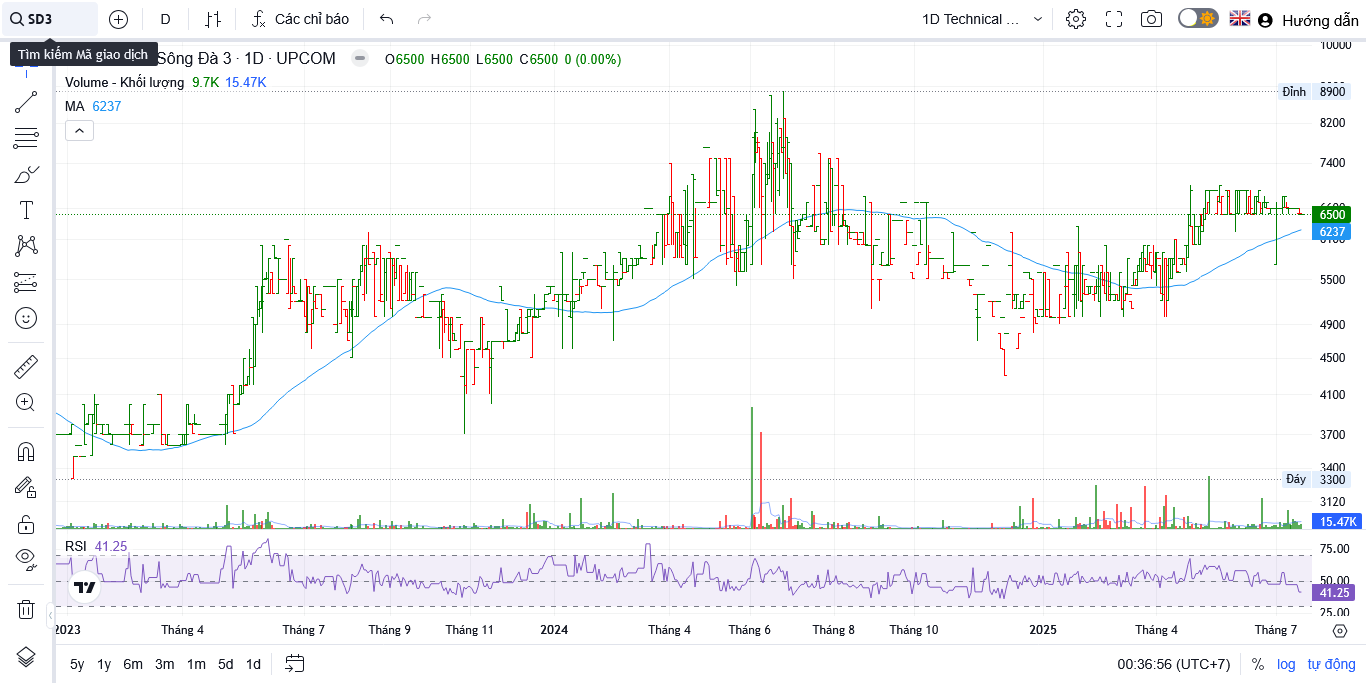 SD3
D
Các chỉ báo
1D Technical ...
Hướng dẫn
Tìm kiếm Mã giao dịch
Sông Đà 3 · 1D · UPCOM
O6500 H6500 L6500 C6500 0 (0.00%)
Volume - Khối lượng 9.7K 15.47K
MA 6237
10000
Đỉnh 8900
8200
7400
6500
6237
5500
4900
4500
4100
3700
3400
Đáy 3300
3120
15.47K
RSI 41.25
75.00
50.00
41.25
25.00
2023 Tháng 4 Tháng 7 Tháng 9 Tháng 11 2024 Tháng 4 Tháng 6 Tháng 8 Tháng 10 2025 Tháng 4 Tháng 7
5y 1y 6m 3m 1m 5d 1d
00:36:56 (UTC+7) % log tự động